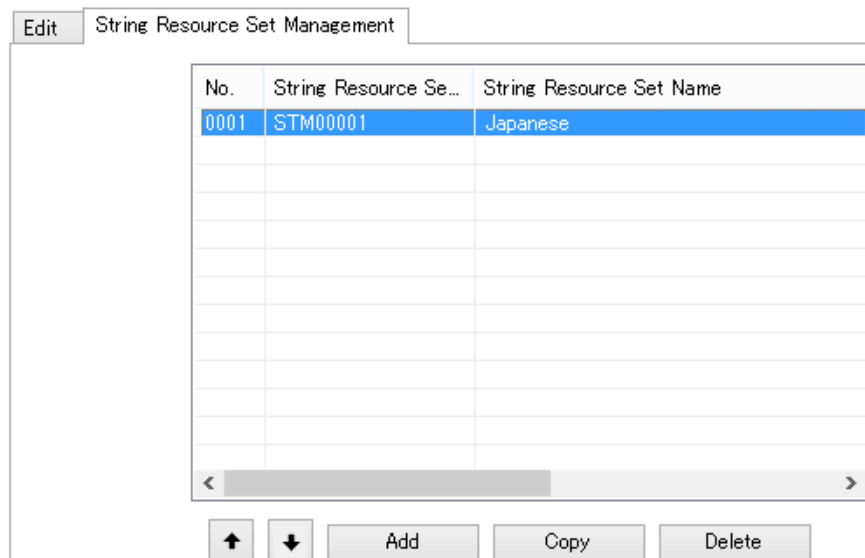 Edit String Resource Set Management
No. String Resource Se... String Resource Set Name
0001 STM00001 Japanese
Add Copy Delete